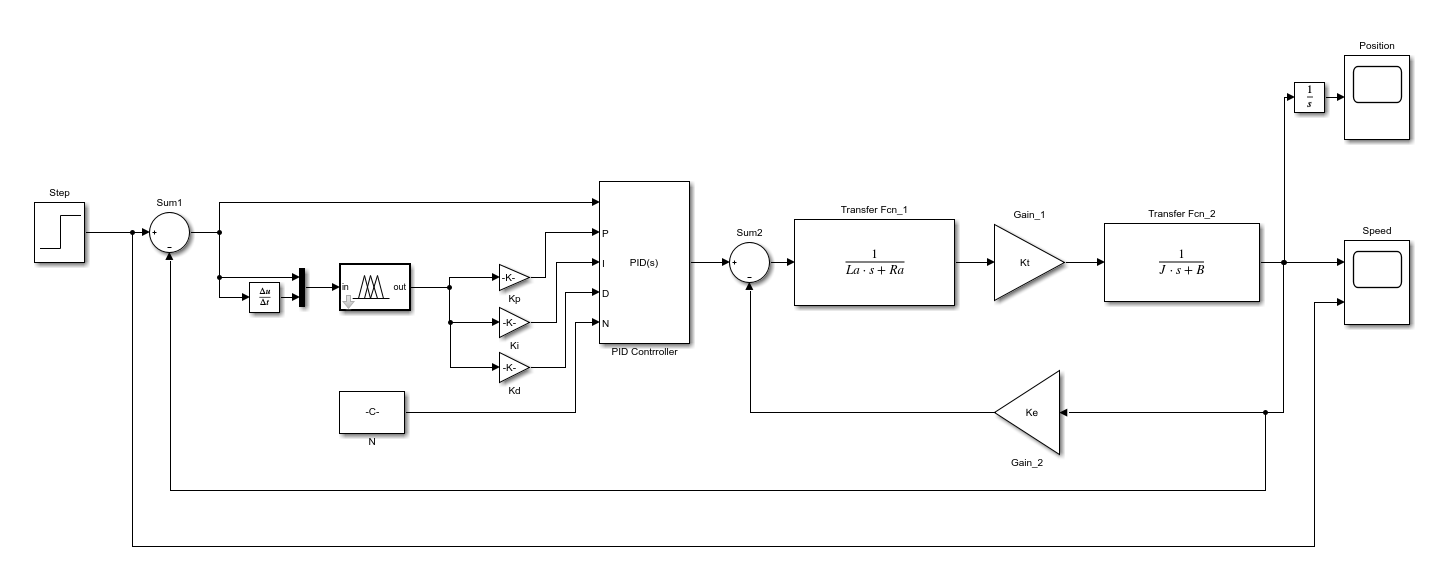 Position
1
s
Step
Sum1
+
−
Δu
Δt
in
out
-K-
Kp
-K-
Ki
-K-
Kd
-C-
N
P
I
D
N
PID(s)
PID Contrroller
Sum2
+
−
Transfer Fcn_1
1
La · s + Ra
Gain_1
Kt
Transfer Fcn_2
1
J · s + B
Speed
Ke
Gain_2